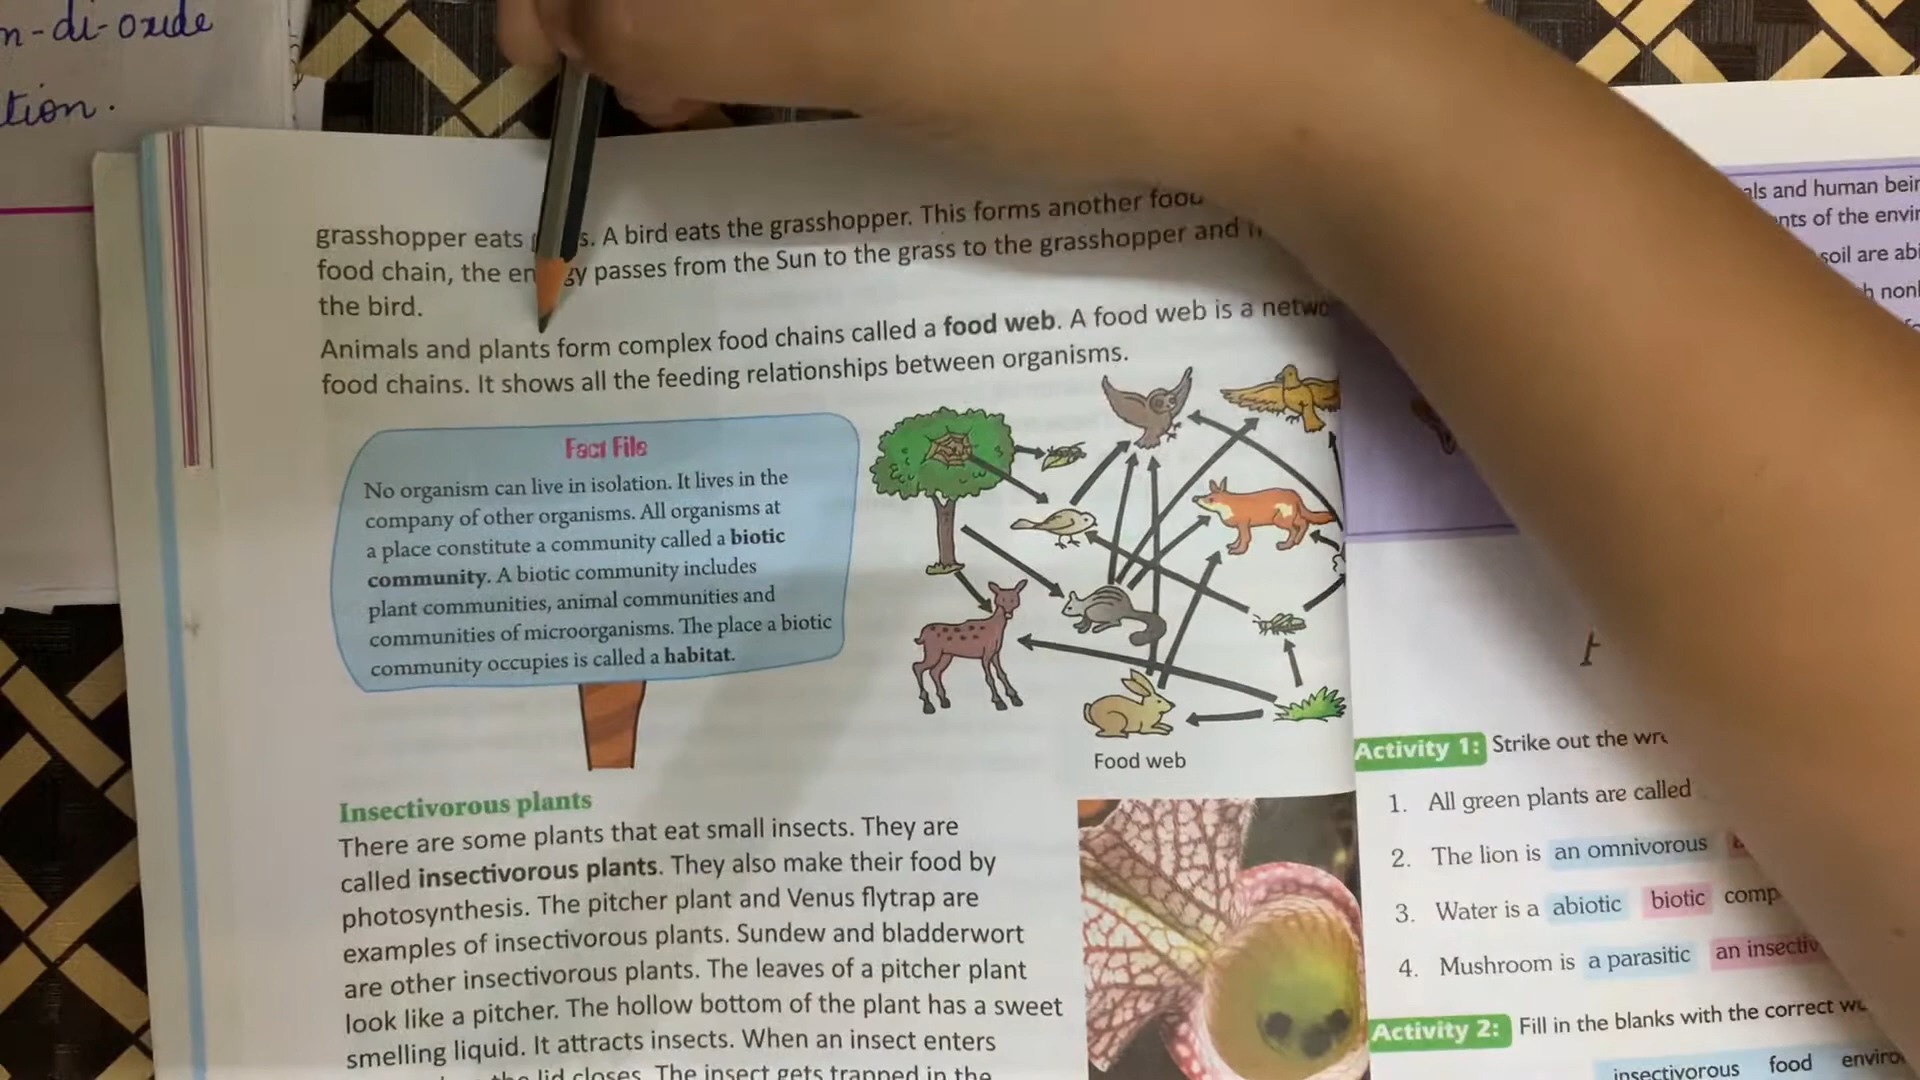 n-di-oxide
tion.
grasshopper eats s. A bird eats the grasshopper. This forms another
food chain, the passes from the Sun to the grass to the grasshopper and
the bird.
Animals and plants form complex food chains called a food web. A food web is a
food chains. It shows all the feeding relationships between organisms.
Fact File
No organism can live in isolation. It lives in the
company of other organisms. All organisms at
a place constitute a community called a biotic
community. A biotic community includes
plant communities, animal communities and
communities of microorganisms. The place a biotic
community occupies is called a habitat.
Food web
Insectivorous plants
There are some plants that eat small insects. They are
called insectivorous plants. They also make their food by
photosynthesis. The pitcher plant and Venus flytrap are
examples of insectivorous plants. Sundew and bladderwort
are other insectivorous plants. The leaves of a pitcher plant
look like a pitcher. The hollow bottom of the plant has a sweet
smelling liquid. It attracts insects. When an insect enters
the lid closes. The insect gets trapped in the
als and human bein
nts of the envir
soil are abi
Activity 1: Strike out the
1. All green plants are called
2. The lion is an omnivorous
3. Water is a abiotic biotic comp
4. Mushroom is a parasitic an insectiv
Activity 2: Fill in the blanks with the correct
insectivorous food enviro